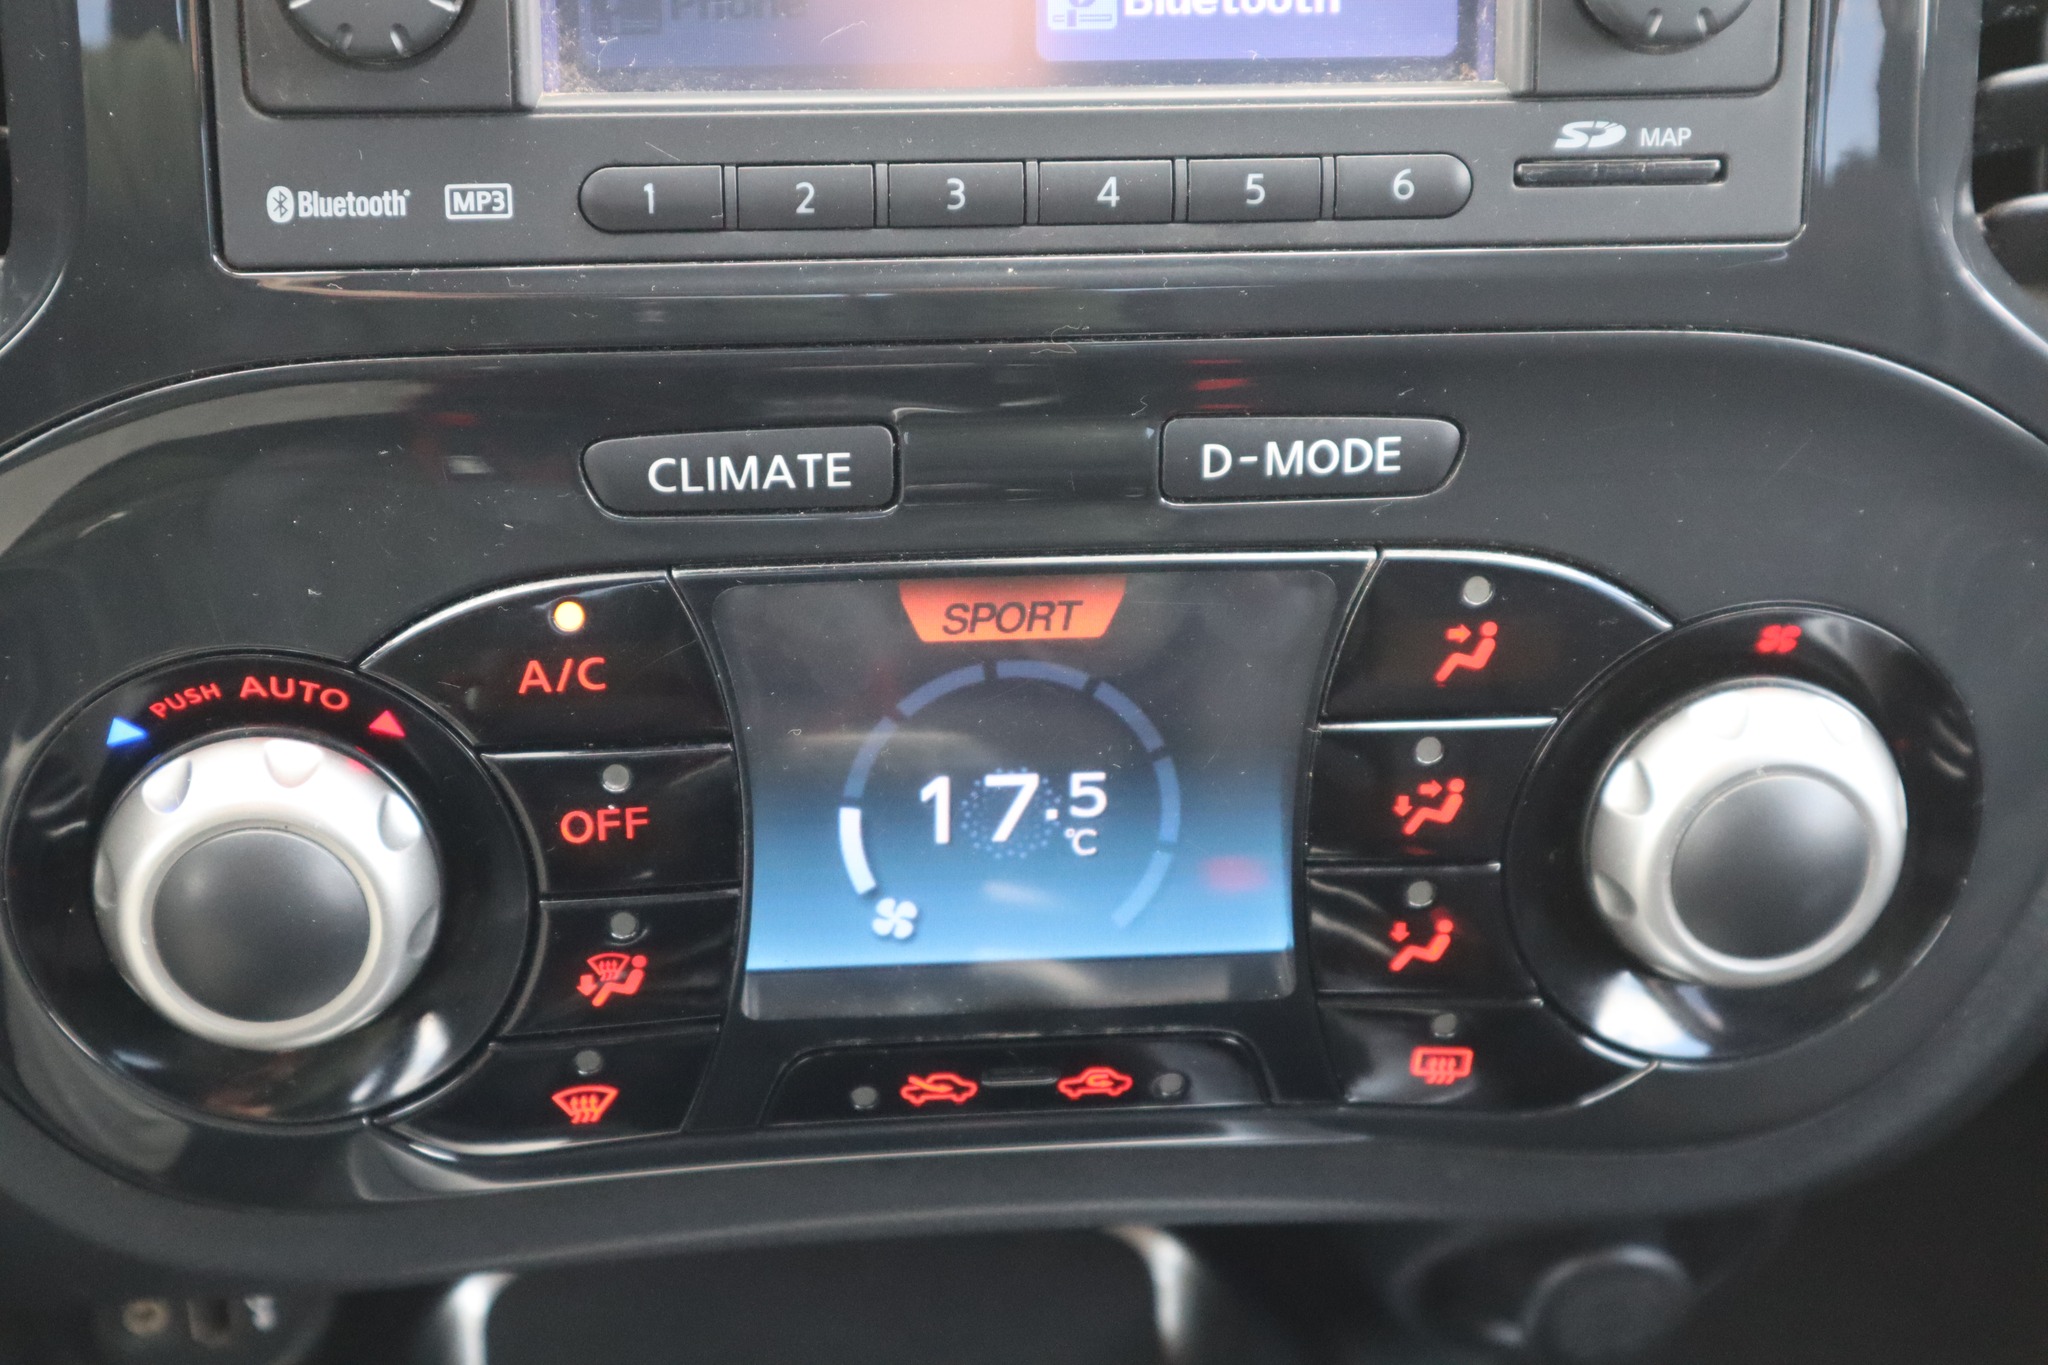 Phone Bluetooth
SD MAP
Bluetooth MP3 1 2 3 4 5 6
CLIMATE D-MODE
SPORT
A/C
PUSH AUTO
17.5
°C
OFF